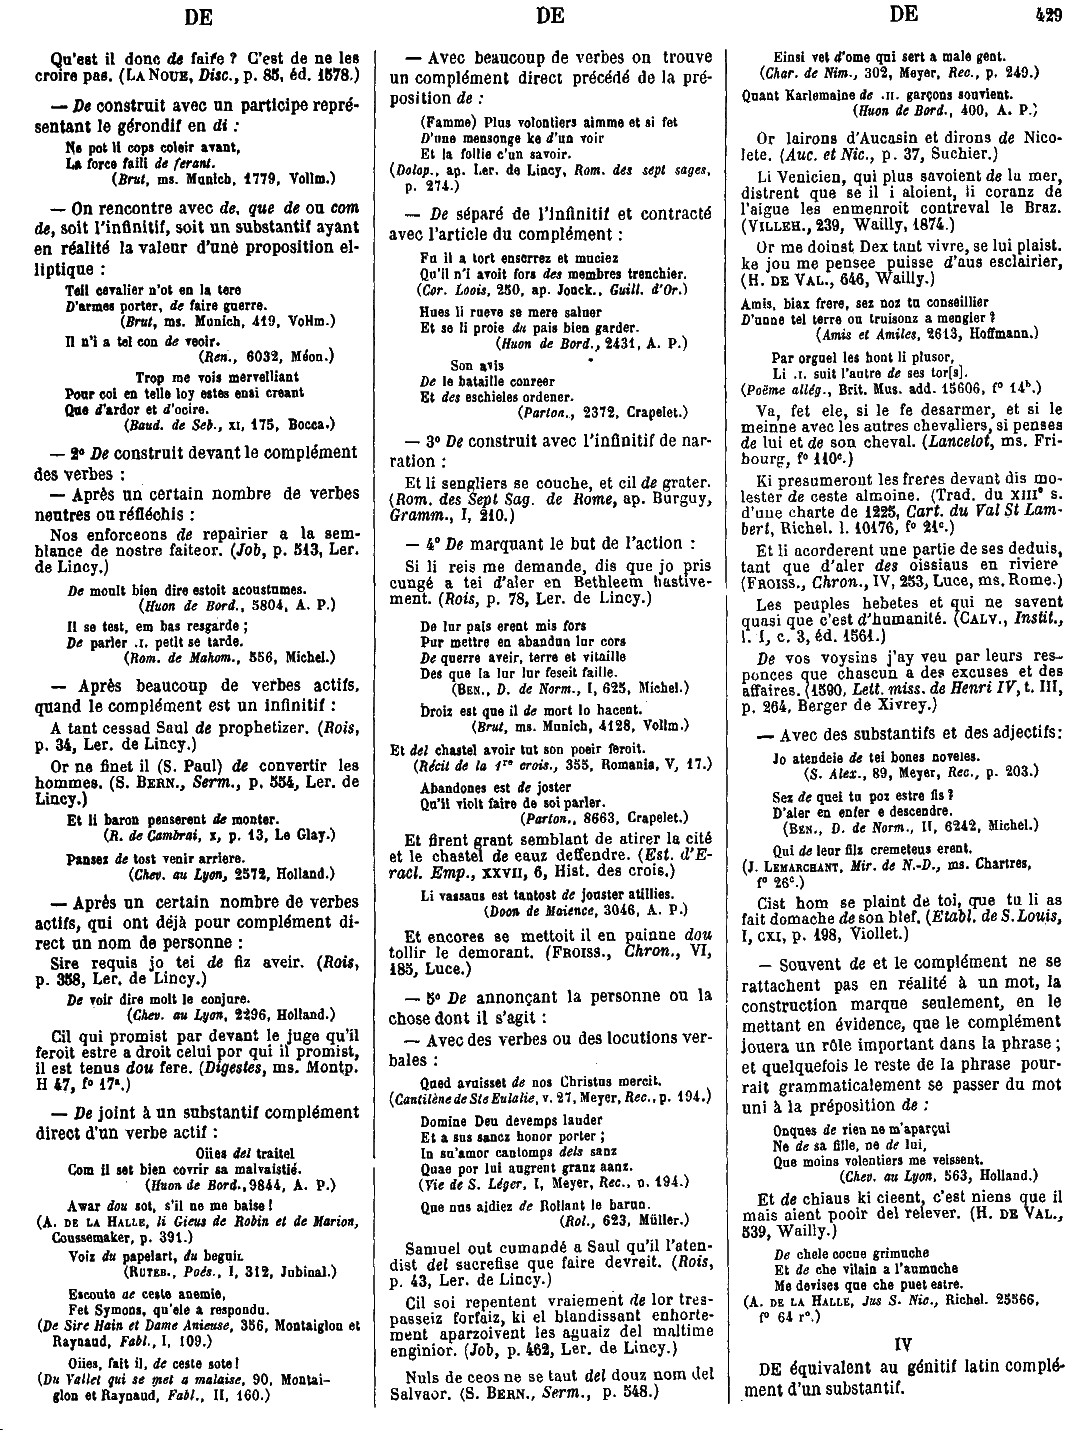 DE DE DE 429
Qu'est il donc de faire ? C'est de ne les
croire pas. (LA NOUE, Disc., p. 85, éd. 1578.)
— De construit avec un participe repré-
sentant le gérondif en di :
Ne pot li cops coleir avant,
La force failli de ferant.
(Brut, ms. Munich, 1779, Vollm.)
— On rencontre avec de, que de ou com
de, soit l'infinitif, soit un substantif ayant
en réalité la valeur d'une proposition el-
liptique :
Teil cevalier n'ot en la tere
D'armes porter, de faire guerre.
(Brut, ms. Munich, 419, Vollm.)
Il n'i a tel con de veoir.
(Ren., 6032, Méon.)
Trop me vois mervelliant
Pour coi en telle loy estes ensi creant
Que d'ardor et d'ocire.
(Baud. de Seb., XI, 175, Bocca.)
— 2° De construit devant le complément
des verbes :
— Après un certain nombre de verbes
neutres ou réfléchis :
Nos enforceons de repairier a la sem-
blance de nostre faiteor. (Job, p. 513, Ler.
de Lincy.)
De moult bien dire estoit acoustumes.
(Huon de Bord., 5804, A. P.)
Il se test, em bas resgarde ;
De parler .I. petit se tarde.
(Rom. de Mahom., 556, Michel.)
— Après beaucoup de verbes actifs,
quand le complément est un infinitif :
A tant cessad Saul de prophetizer. (Rois,
p. 34, Ler. de Lincy.)
Or ne finet il (S. Paul) de convertir les
hommes. (S. BERN., Serm., p. 554, Ler. de
Lincy.)
Et li baron penserent de monter.
(R. de Cambrai, X, p. 13, Le Glay.)
Pansez de tost venir arriere.
(Chev. au Lyon, 2572, Holland.)
— Après un certain nombre de verbes
actifs, qui ont déjà pour complément di-
rect un nom de personne :
Sire requis jo tei de fiz aveir. (Rois,
p. 358, Ler. de Lincy.)
De voir dire molt le conjure.
(Chev. au Lyon, 2296, Holland.)
Cil qui promist par devant le juge qu'il
feroit estre a droit celui por qui il promist,
il est tenus dou fere. (Digestes, ms. Montp.
H 47, f° 17ª.)
— De joint à un substantif complément
direct d'un verbe actif :
Oiies del traitel
Com il set bien covrir sa malvaistié.
(Huon de Bord., 9844, A. P.)
Awar dou sot, s'il ne me baise !
(A. DE LA HALLE, li Gieus de Robin et de Marion,
Coussemaker, p. 391.)
Voiz du papelart, du beguin
(RUTEB., Poés., I, 312, Jubinal.)
Escoute de ceste anemie,
Fet Symons, qu'ele a respondu.
(De Sire Hain et Dame Anieuse, 356, Montaiglon et
Raynaud, Fabl., I, 109.)
Oiies, fait il, de ceste sote !
(Du Vallet qui se met a malaise, 90, Montai-
glon et Raynaud, Fabl., II, 160.)
— Avec beaucoup de verbes on trouve
un complément direct précédé de la pré-
position de :
(Famme) Plus volontiers aimme et si fet
D'une mensonge ke d'un voir
Et la follie c'un savoir.
(Dolop., ap. Ler. de Lincy, Rom. des sept sages,
p. 274.)
— De séparé de l'infinitif et contracté
avec l'article du complément :
Fu il a tort enserrez et muciez
Qu'il n'i avoit fors des membres trenchier.
(Cor. Loois, 250, ap. Jonck., Guill. d'Or.)
Hues li rueve se mere saluer
Et se li proie du pais bien garder.
(Huon de Bord., 2431, A. P.)
Son avis
De le bataille conreer
Et des eschieles ordener.
(Parton., 2372, Crapelet.)
— 3° De construit avec l'infinitif de nar-
ration :
Et li sengliers se couche, et cil de grater.
(Rom. des Sept Sag. de Rome, ap. Burguy,
Gramm., I, 210.)
— 4° De marquant le but de l'action :
Si li reis me demande, dis que jo pris
cungé a tei d'aler en Bethleem hastive-
ment. (Rois, p. 78, Ler. de Lincy.)
De lur pais erent mis fors
Pur mettre en abandun lur cors
De querre aveir, terre et vitaille
Des que la lur lur feseit faille.
(BEN., D. de Norm., I, 625, Michel.)
Droiz est que il de mort lo hacent.
(Brut, ms. Munich, 4128, Vollm.)
Et del chastel avoir tut son poeir feroit.
(Récit de la 1re crois., 355, Romania, V, 17.)
Abandones est de joster
Qu'il violt faire de soi parler.
(Parton., 8663, Crapelet.)
Et firent grant semblant de atirer la cité
et le chastel de eauz deffendre. (Est. d'E-
racl. Emp., XXVII, 6, Hist. des crois.)
Li vassaus est tantost de jouster atillies.
(Doon de Maience, 3046, A. P.)
Et encores se mettoit il en painne dou
tollir le demorant. (FROISS., Chron., VI,
185, Luce.)
— 5° De annonçant la personne ou la
chose dont il s'agit :
— Avec des verbes ou des locutions ver-
bales :
Qued avuisset de nos Christus mercit.
(Cantilène de Ste Eulalie, v. 27, Meyer, Rec., p. 194.)
Domine Deu devemps lauder
Et a sus sancz honor porter ;
In su'amor cantomps dels sanz
Quae por lui augrent granz aanz.
(Vie de S. Léger, I, Meyer, Rec., p. 194.)
Que nus aidiez de Rollant le barun.
(Rol., 623, Müller.)
Samuel out cumandé a Saul qu'il l'aten-
dist del sacrefise que faire devreit. (Rois,
p. 43, Ler. de Lincy.)
Cil soi repentent vraiement de lor tres-
passeiz forfaiz, ki el blandissant enhorte-
ment aparzoivent les aguaiz del maltime
enginior. (Job, p. 462, Ler. de Lincy.)
Nuls de ceos ne se taut del douz nom del
Salvaor. (S. BERN., Serm., p. 548.)
Einsi vet d'ome qui sert a male gent.
(Char. de Nim., 302, Meyer, Rec., p. 249.)
Quant Karlemaine de .II. garçons souvient.
(Huon de Bord., 400, A. P.)
Or lairons d'Aucasin et dirons de Nico-
lete. (Auc. et Nic., p. 37, Suchier.)
Li Venicien, qui plus savoient de la mer,
distrent que se il i aloient, li coranz de
l'aigue les enmenroit contreval le Braz.
(VILLEH., 239, Wailly, 1874.)
Or me doinst Dex tant vivre, se lui plaist.
ke jou me pensee puisse d'aus esclairier,
(H. DE VAL., 646, Wailly.)
Amis, biax frere, sez noz tu conseillier
D'unne tel terre ou truisonz a mengier ?
(Amis et Amiles, 2613, Hoffmann.)
Par orguel les hont li plusor,
Li .I. suit l'autre de ses tor[s].
(Poëme allég., Brit. Mus. add. 15606, f° 14ᵇ.)
Va, fet ele, si le fe desarmer, et si le
meinne avec les autres chevaliers, si penses
de lui et de son cheval. (Lancelot, ms. Fri-
bourg, f° 110ᶜ.)
Ki presumeront les freres devant dis mo-
lester de ceste almoine. (Trad. du XIIIᵉ s.
d'une charte de 1225, Cart. du Val St Lam-
bert, Richel. l. 10176, f° 21ᶜ.)
Et li acorderent une partie de ses deduis,
tant que d'aler des oissiaus en riviere
(FROISS., Chron., IV, 253, Luce, ms. Rome.)
Les peuples hebetes et qui ne savent
quasi que c'est d'humanité. (CALV., Instit.,
l. 1, c. 3, éd. 1561.)
De vos voysins j'ay veu par leurs res-
ponces que chascun a des excuses et des
affaires. (1590, Lett. miss. de Henri IV, t. III,
p. 264, Berger de Xivrey.)
— Avec des substantifs et des adjectifs:
Jo atendeie de tei bones noveles.
(S. Alex., 89, Meyer, Rec., p. 203.)
Sez de quei tu poz estre fis ?
D'aler en enfer e descendre.
(BEN., D. de Norm., II, 6242, Michel.)
Qui de leur filz cremeteus erent.
(J. LEMARCHANT, Mir. de N.-D., ms. Chartres,
f° 26ᶜ.)
Cist hom se plaint de toi, que tu li as
fait domache de son blef. (Etabl. de S. Louis,
I, CXI, p. 198, Viollet.)
— Souvent de et le complément ne se
rattachent pas en réalité à un mot, la
construction marque seulement, en le
mettant en évidence, que le complément
jouera un rôle important dans la phrase ;
et quelquefois le reste de la phrase pour-
rait grammaticalement se passer du mot
uni à la préposition de :
Onques de rien ne m'aparçui
Ne de sa fille, ne de lui,
Que moins volentiers me veissent.
(Chev. au Lyon, 563, Holland.)
Et de chiaus ki cieent, c'est niens que il
mais aient pooir del relever. (H. DE VAL.,
539, Wailly.)
De chele cocue grimuche
Et de che vilain a l'aumuche
Me devises que che puet estre.
(A. DE LA HALLE, Jus S. Nic., Richel. 25566,
f° 64 r°.)
IV
DE équivalent au génitif latin complé-
ment d'un substantif.